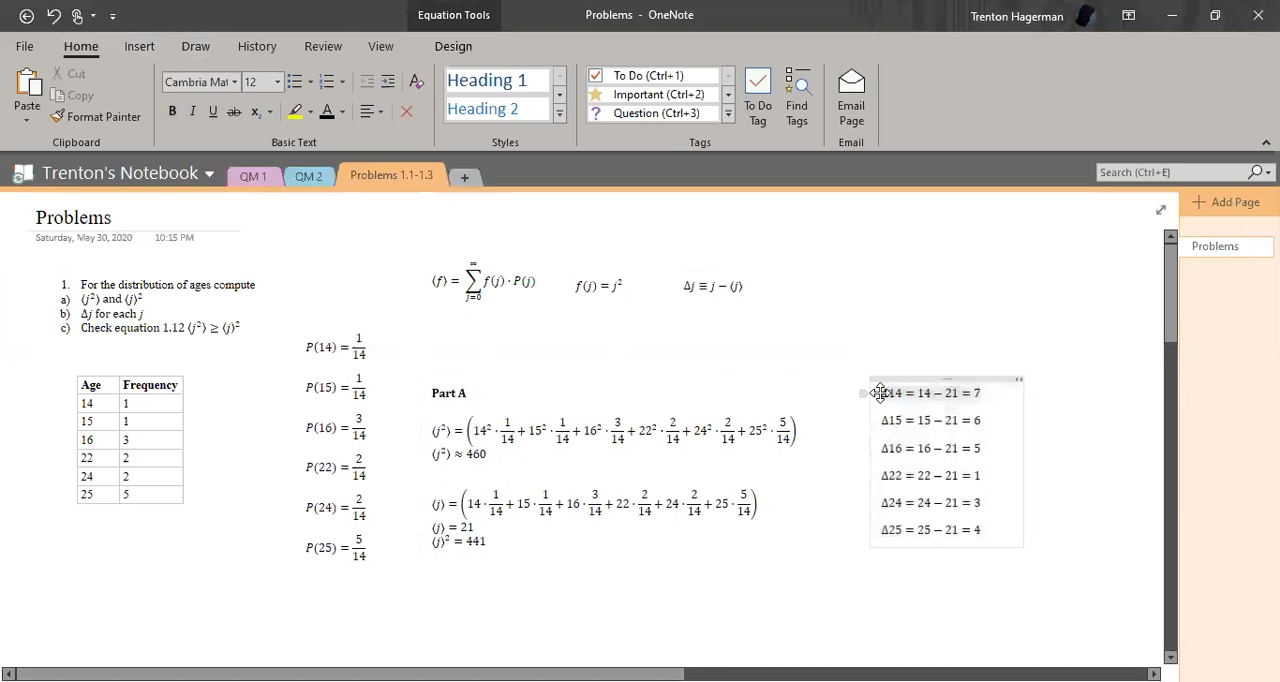 Equation Tools
Problems - OneNote
Trenton Hagerman
File Home Insert Draw History Review View Design
Paste
Cut
Copy
Format Painter
Clipboard
Cambria Mat 12
B I U ab x₂ A
Basic Text
Heading 1
Heading 2
Styles
To Do (Ctrl+1)
Important (Ctrl+2)
? Question (Ctrl+3)
To Do Tag
Find Tags
Tags
Email Page
Email
Trenton's Notebook
QM 1
QM 2
Problems 1.1-1.3
+
Search (Ctrl+E)
Add Page
Problems
Problems
Saturday, May 30, 2020 10:15 PM
1. For the distribution of ages compute
a) ⟨j²⟩ and ⟨j⟩²
b) Δj for each j
c) Check equation 1.12 ⟨j²⟩ ≥ ⟨j⟩²
⟨f⟩ = ∑_{j=0}^{∞} f(j) · P(j)
f(j) = j²
Δj ≡ j − ⟨j⟩
Age Frequency
14 1
15 1
16 3
22 2
24 2
25 5
P(14) = 1/14
P(15) = 1/14
P(16) = 3/14
P(22) = 2/14
P(24) = 2/14
P(25) = 5/14
Part A
⟨j²⟩ = (14² · 1/14 + 15² · 1/14 + 16² · 3/14 + 22² · 2/14 + 24² · 2/14 + 25² · 5/14)
⟨j²⟩ ≈ 460
⟨j⟩ = (14 · 1/14 + 15 · 1/14 + 16 · 3/14 + 22 · 2/14 + 24 · 2/14 + 25 · 5/14)
⟨j⟩ = 21
⟨j⟩² = 441
Δ14 = 14 − 21 = 7
Δ15 = 15 − 21 = 6
Δ16 = 16 − 21 = 5
Δ22 = 22 − 21 = 1
Δ24 = 24 − 21 = 3
Δ25 = 25 − 21 = 4